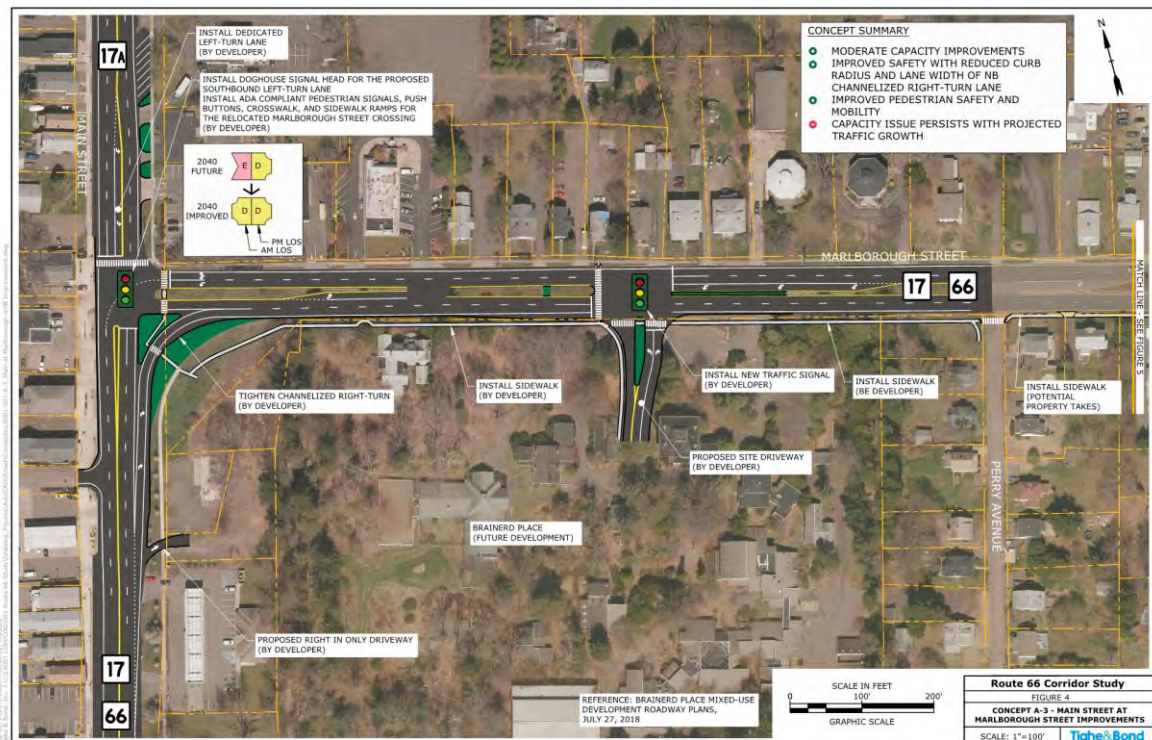 17A
MAIN STREET
INSTALL DEDICATED
LEFT-TURN LANE
(BY DEVELOPER)
INSTALL DOGHOUSE SIGNAL HEAD FOR THE PROPOSED
SOUTHBOUND LEFT-TURN LANE
INSTALL ADA COMPLIANT PEDESTRIAN SIGNALS, PUSH
BUTTONS, CROSSWALK, AND SIDEWALK RAMPS FOR
THE RELOCATED MARLBOROUGH STREET CROSSING
(BY DEVELOPER)
2040
FUTURE
E D
2040
IMPROVED
D D
PM LOS
AM LOS
CONCEPT SUMMARY
MODERATE CAPACITY IMPROVEMENTS
IMPROVED SAFETY WITH REDUCED CURB
RADIUS AND LANE WIDTH OF NB
CHANNELIZED RIGHT-TURN LANE
IMPROVED PEDESTRIAN SAFETY AND
MOBILITY
CAPACITY ISSUE PERSISTS WITH PROJECTED
TRAFFIC GROWTH
N
MARLBOROUGH STREET
17 66
MATCH LINE - SEE FIGURE 5
TIGHTEN CHANNELIZED RIGHT-TURN
(BY DEVELOPER)
INSTALL SIDEWALK
(BY DEVELOPER)
INSTALL NEW TRAFFIC SIGNAL
(BY DEVELOPER)
INSTALL SIDEWALK
(BE DEVELOPER)
INSTALL SIDEWALK
(POTENTIAL
PROPERTY TAKES)
PROPOSED SITE DRIVEWAY
(BY DEVELOPER)
PERRY AVENUE
BRAINERD PLACE
(FUTURE DEVELOPMENT)
PROPOSED RIGHT IN ONLY DRIVEWAY
(BY DEVELOPER)
17
66
REFERENCE: BRAINERD PLACE MIXED-USE
DEVELOPMENT ROADWAY PLANS,
JULY 27, 2018
SCALE IN FEET
0 100' 200'
GRAPHIC SCALE
Route 66 Corridor Study
FIGURE 4
CONCEPT A-3 - MAIN STREET AT
MARLBOROUGH STREET IMPROVEMENTS
SCALE: 1"=100'
Tighe&Bond